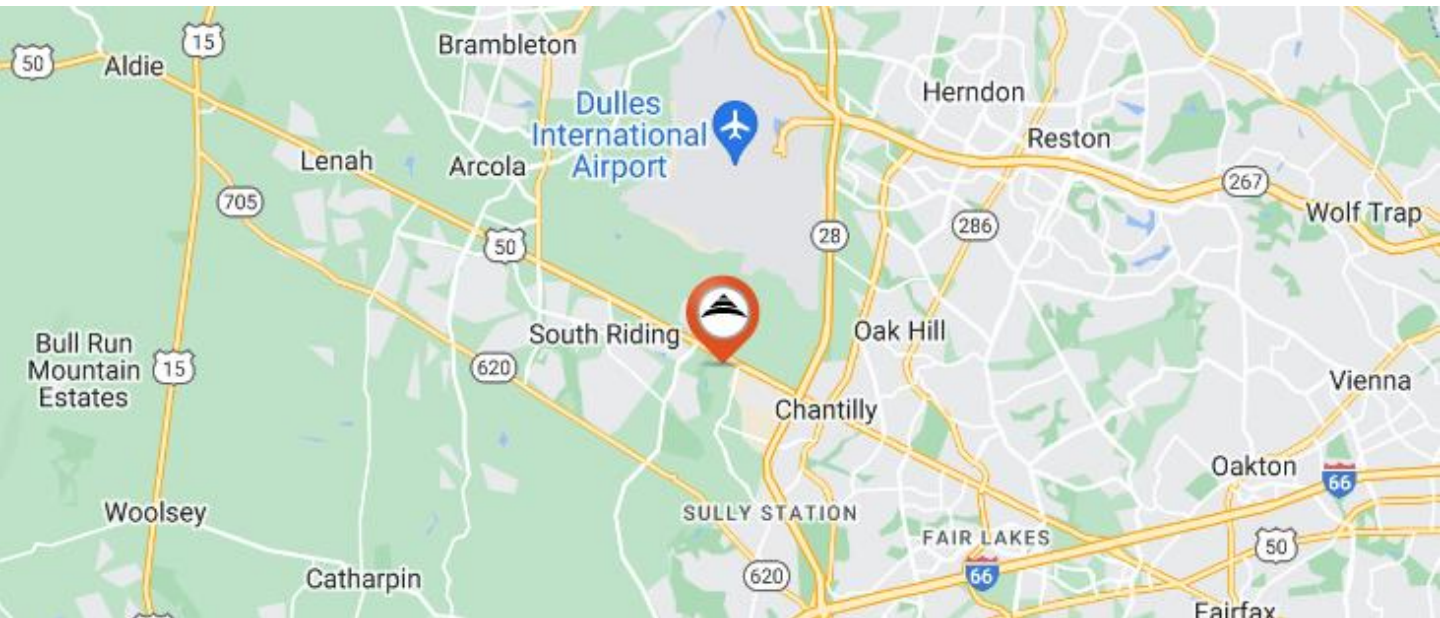 15
Brambleton
50
Aldie
Herndon
Dulles
International
Airport
Reston
Lenah
Arcola
267
705
Wolf Trap
286
28
50
South Riding
Oak Hill
Bull Run
Mountain
Estates
15
620
Vienna
Chantilly
Oakton
66
Woolsey
SULLY STATION
FAIR LAKES
50
Catharpin
620
66
Fairfax